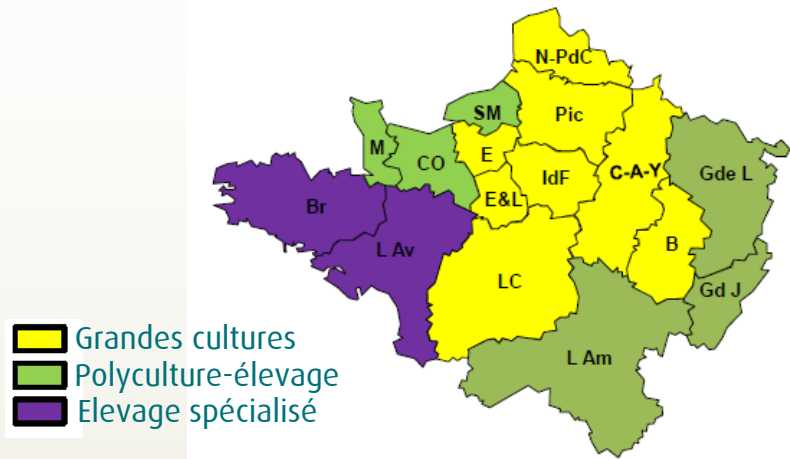 N-PdC
SM
Pic
M
CO
E
IdF
C-A-Y
Gde L
Br
E&L
L Av
B
LC
Gd J
L Am
Grandes cultures
Polyculture-élevage
Elevage spécialisé